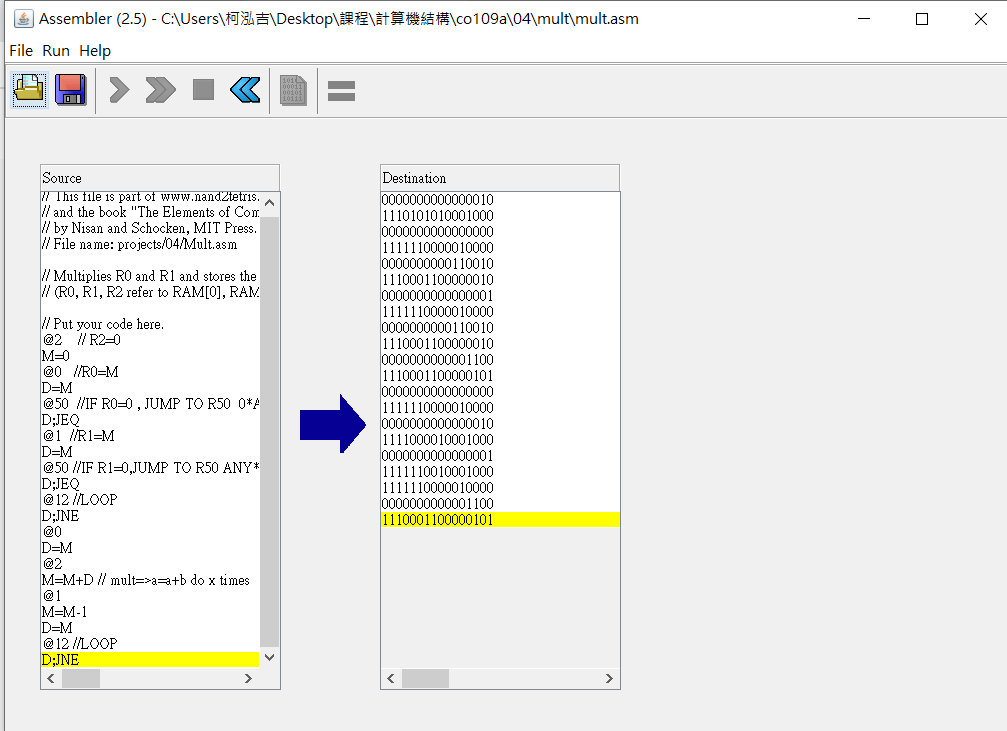 Assembler (2.5) - C:\Users\柯泓吉\Desktop\課程\計算機結構\co109a\04\mult\mult.asm
File Run Help
Source
// This file is part of www.nand2tetris.
// and the book "The Elements of Com
// by Nisan and Schocken, MIT Press.
// File name: projects/04/Mult.asm
// Multiplies R0 and R1 and stores the
// (R0, R1, R2 refer to RAM[0], RAM
// Put your code here.
@2 // R2=0
M=0
@0 //R0=M
D=M
@50 //IF R0=0 , JUMP TO R50 0*A
D;JEQ
@1 //R1=M
D=M
@50 //IF R1=0,JUMP TO R50 ANY*
D;JEQ
@12 //LOOP
D;JNE
@0
D=M
@2
M=M+D // mult=>a=a+b do x times
@1
M=M-1
D=M
@12 //LOOP
D;JNE
Destination
0000000000000010
1110101010001000
0000000000000000
1111110000010000
0000000000110010
1110001100000010
0000000000000001
1111110000010000
0000000000110010
1110001100000010
0000000000001100
1110001100000101
0000000000000000
1111110000010000
0000000000000010
1111000010001000
0000000000000001
1111110010001000
1111110000010000
0000000000001100
1110001100000101